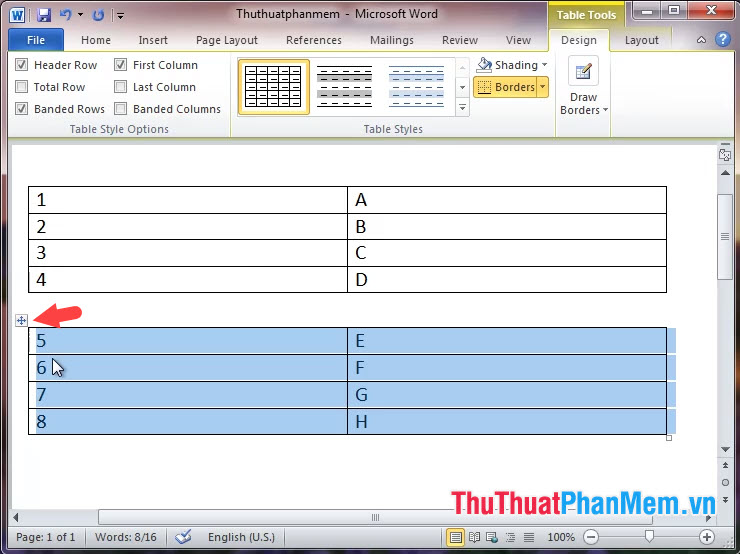 Thuthuatphanmem - Microsoft Word
Table Tools
File Home Insert Page Layout References Mailings Review View Design Layout
Header Row First Column
Total Row Last Column
Banded Rows Banded Columns
Table Style Options
Table Styles
Shading
Borders
Draw
Borders
1 A
2 B
3 C
4 D
5 E
6 F
7 G
8 H
ThuThuatPhanMem.vn
Page: 1 of 1 Words: 8/16 English (U.S.) 100%